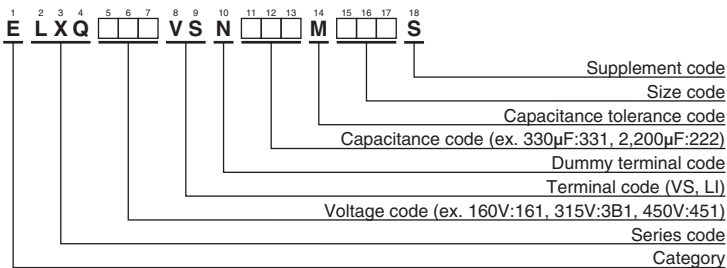 1 2 3 4 5 6 7 8 9 10 11 12 13 14 15 16 17 18
E L X Q □□□ V S N □□□ M □□□ S
Supplement code
Size code
Capacitance tolerance code
Capacitance code (ex. 330µF:331, 2,200µF:222)
Dummy terminal code
Terminal code (VS, LI)
Voltage code (ex. 160V:161, 315V:3B1, 450V:451)
Series code
Category